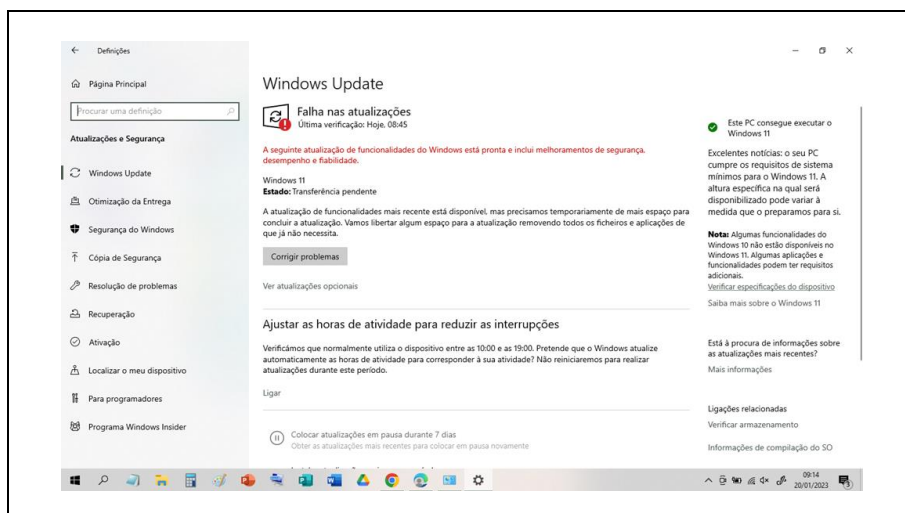 Definições
Página Principal
Procurar uma definição
Atualizações e Segurança
Windows Update
Otimização da Entrega
Segurança do Windows
Cópia de Segurança
Resolução de problemas
Recuperação
Ativação
Localizar o meu dispositivo
Para programadores
Programa Windows Insider
Windows Update
Falha nas atualizações
Última verificação: Hoje, 08:45
A seguinte atualização de funcionalidades do Windows está pronta e inclui melhoramentos de segurança,
desempenho e fiabilidade.
Windows 11
Estado: Transferência pendente
A atualização de funcionalidades mais recente está disponível, mas precisamos temporariamente de mais espaço para
concluir a atualização. Vamos libertar algum espaço para a atualização removendo todos os ficheiros e aplicações de
que já não necessita.
Corrigir problemas
Ver atualizações opcionais
Ajustar as horas de atividade para reduzir as interrupções
Verificámos que normalmente utiliza o dispositivo entre as 10:00 e as 19:00. Pretende que o Windows atualize
automaticamente as horas de atividade para corresponder à sua atividade? Não reiniciaremos para realizar
atualizações durante este período.
Ligar
Colocar atualizações em pausa durante 7 dias
Obter as atualizações mais recentes para colocar em pausa novamente
Este PC consegue executar o
Windows 11
Excelentes notícias: o seu PC
cumpre os requisitos de sistema
mínimos para o Windows 11. A
altura específica na qual será
disponibilizado pode variar à
medida que o preparamos para si.
Nota: Algumas funcionalidades do
Windows 10 não estão disponíveis no
Windows 11. Algumas aplicações e
funcionalidades podem ter requisitos
adicionais.
Verificar especificações do dispositivo
Saiba mais sobre o Windows 11
Está à procura de informações sobre
as atualizações mais recentes?
Mais informações
Ligações relacionadas
Verificar armazenamento
Informações de compilação do SO
09:14
20/01/2023